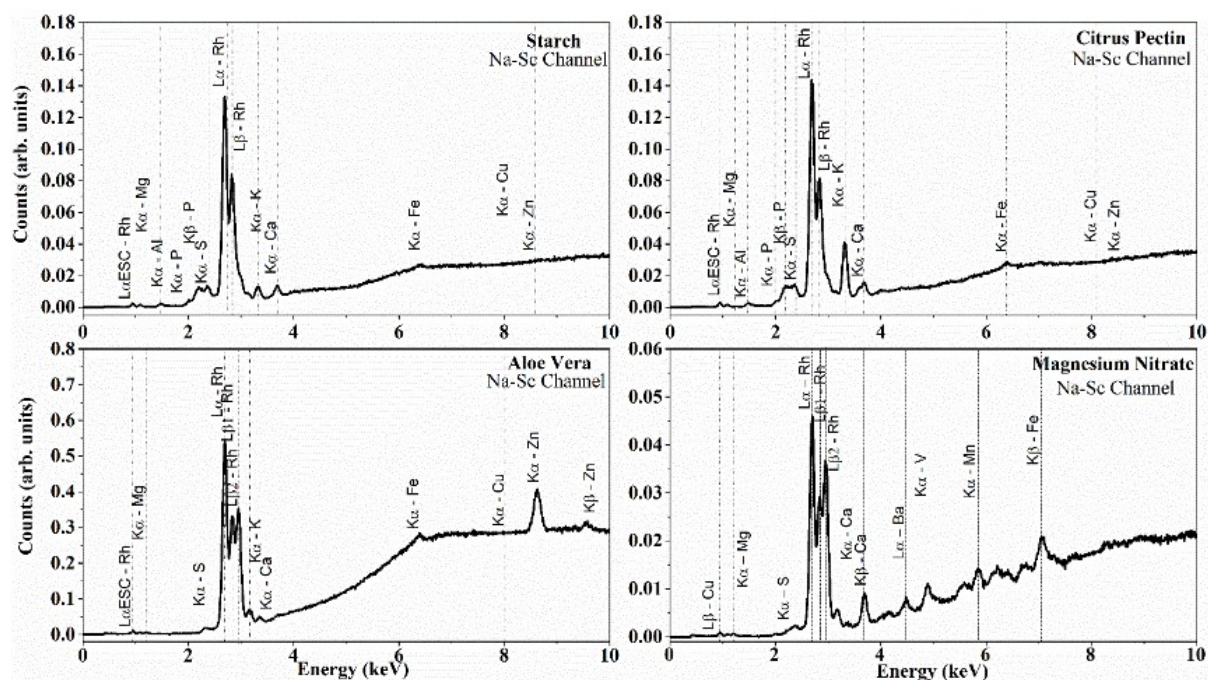 Starch
Na-Sc Channel
Counts (arb. units)
0.18
0.16
0.14
0.12
0.10
0.08
0.06
0.04
0.02
0.00
0 2 4 6 8 10
LαESC - Rh
Kα - Mg
Kα - Al
Kα - P
Kβ - P
Kα - S
Lα - Rh
Lβ - Rh
Kα - K
Kα - Ca
Kα - Fe
Kα - Cu
Kα - Zn
Citrus Pectin
Na-Sc Channel
0.18
0.16
0.14
0.12
0.10
0.08
0.06
0.04
0.02
0.00
0 2 4 6 8 10
LαESC - Rh
Kα - Mg
Kα - Al
Kα - P
Kβ - P
Kα - S
Lα - Rh
Lβ - Rh
Kα - K
Kα - Ca
Kα - Fe
Kα - Cu
Kα - Zn
Aloe Vera
Na-Sc Channel
Counts (arb. units)
0.8
0.7
0.6
0.5
0.4
0.3
0.2
0.1
0.0
0 2 4 6 8 10
Energy (keV)
LαESC - Rh
Kα - Mg
Kα - S
Lα - Rh
Lβ1 - Rh
Lβ2 - Rh
Kα - K
Kα - Ca
Kα - Fe
Kα - Cu
Kα - Zn
Kβ - Zn
Magnesium Nitrate
Na-Sc Channel
0.06
0.05
0.04
0.03
0.02
0.01
0.00
0 2 4 6 8 10
Energy (keV)
Lβ - Cu
Kα - Mg
Kα - S
Lα - Rh
Lβ1 - Rh
Lβ2 - Rh
Kα - Ca
Kβ - Ca
Lα - Ba
Kα - V
Kα - Mn
Kβ - Fe